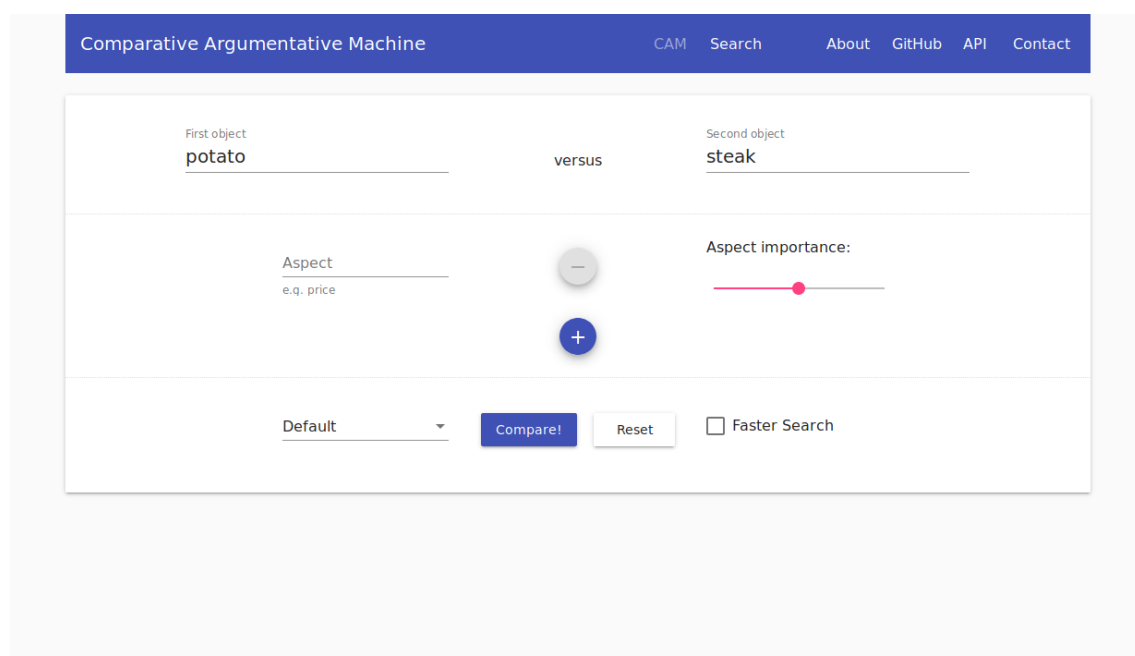 Comparative Argumentative Machine CAM Search About GitHub API Contact
First object Second object
potato versus steak
Aspect importance:
Aspect
e.g. price
Default Compare! Reset Faster Search